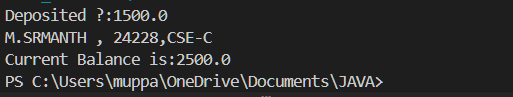 Deposited ?:1500.0
M.SRMANTH , 24228,CSE-C
Current Balance is:2500.0
PS C:\Users\muppa\OneDrive\Documents\JAVA>